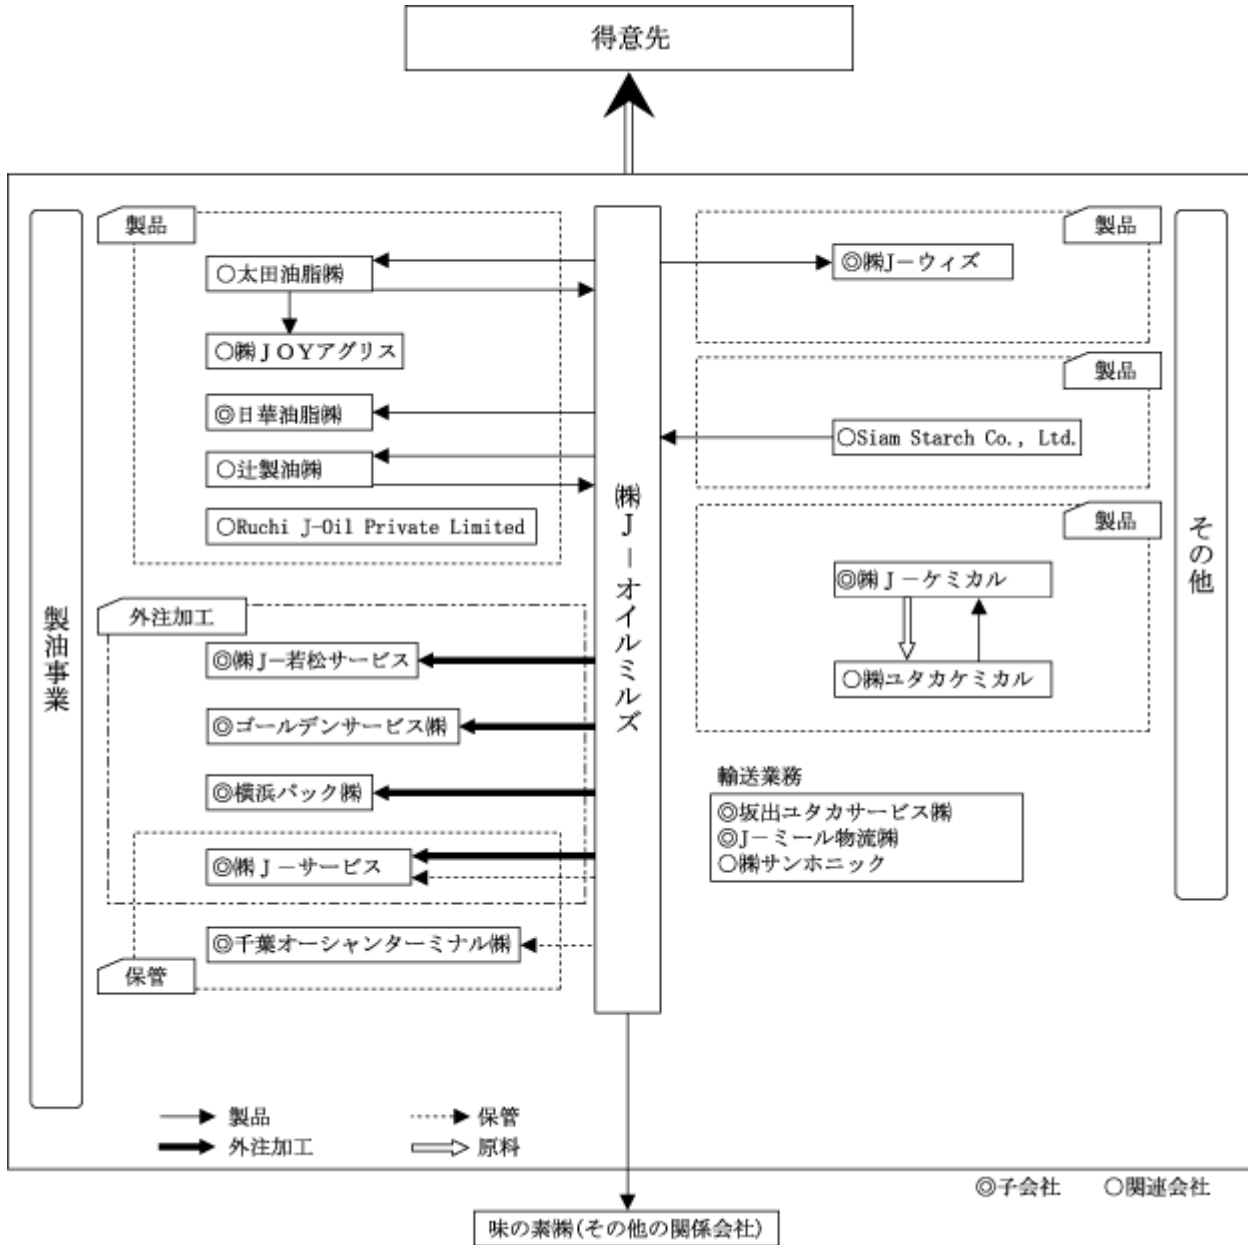 得意先
製油事業
製品
○太田油脂㈱
○㈱ＪＯＹアグリス
◎日華油脂㈱
○辻製油㈱
○Ruchi J-Oil Private Limited
外注加工
◎㈱J－若松サービス
◎ゴールデンサービス㈱
◎横浜パック㈱
◎㈱Ｊ－サービス
◎千葉オーシャンターミナル㈱
保管
㈱Ｊ－オイルミルズ
製品
◎㈱J－ウィズ
製品
○Siam Starch Co., Ltd.
製品
◎㈱Ｊ－ケミカル
○㈱ユタカケミカル
輸送業務
◎坂出ユタカサービス㈱
◎J－ミール物流㈱
○㈱サンホニック
その他
製品
保管
外注加工
原料
◎子会社　○関連会社
味の素㈱(その他の関係会社)